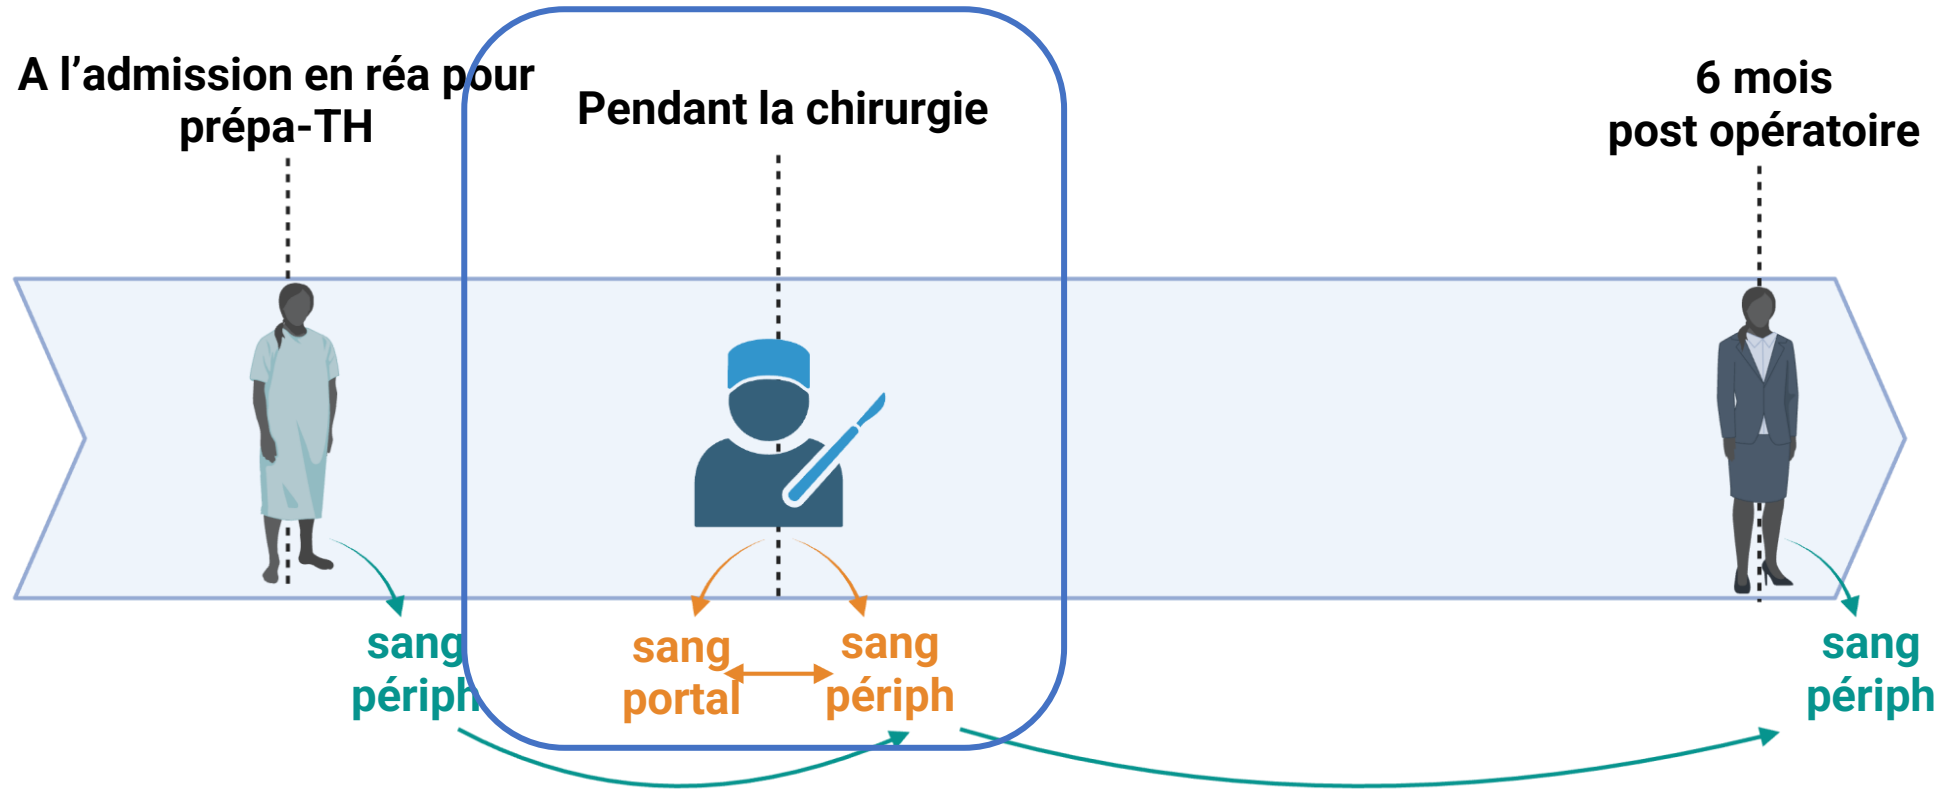 A l’admission en réa pour
prépa-TH
Pendant la chirurgie
6 mois
post opératoire
sang
périph
sang
portal
sang
périph
sang
périph